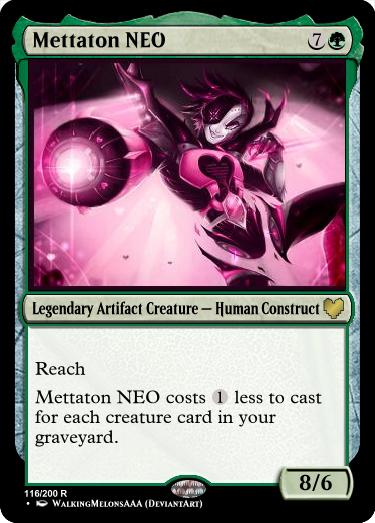 Mettaton NEO 7
Legendary Artifact Creature — Human Construct
Reach
Mettaton NEO costs 1 less to cast
for each creature card in your
graveyard.
8/6
116/200 R
• WalkingMelonsAAA (DeviantArt)